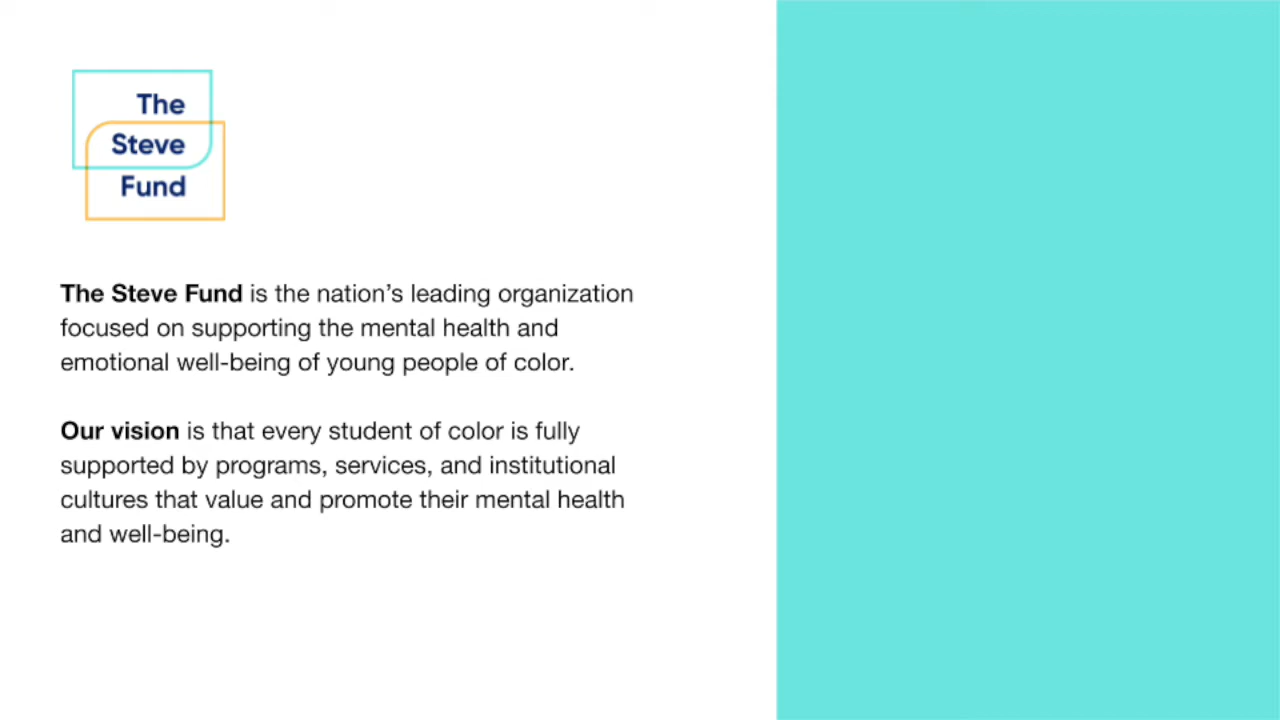 The
Steve
Fund
The Steve Fund is the nation’s leading organization
focused on supporting the mental health and
emotional well-being of young people of color.
Our vision is that every student of color is fully
supported by programs, services, and institutional
cultures that value and promote their mental health
and well-being.